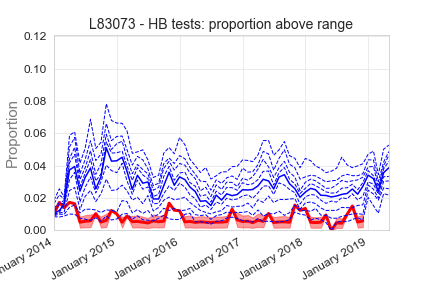 L83073 - HB tests: proportion above range
Proportion
0.12
0.10
0.08
0.06
0.04
0.02
0.00
nuary 2014
January 2015
January 2016
January 2017
January 2018
January 2019